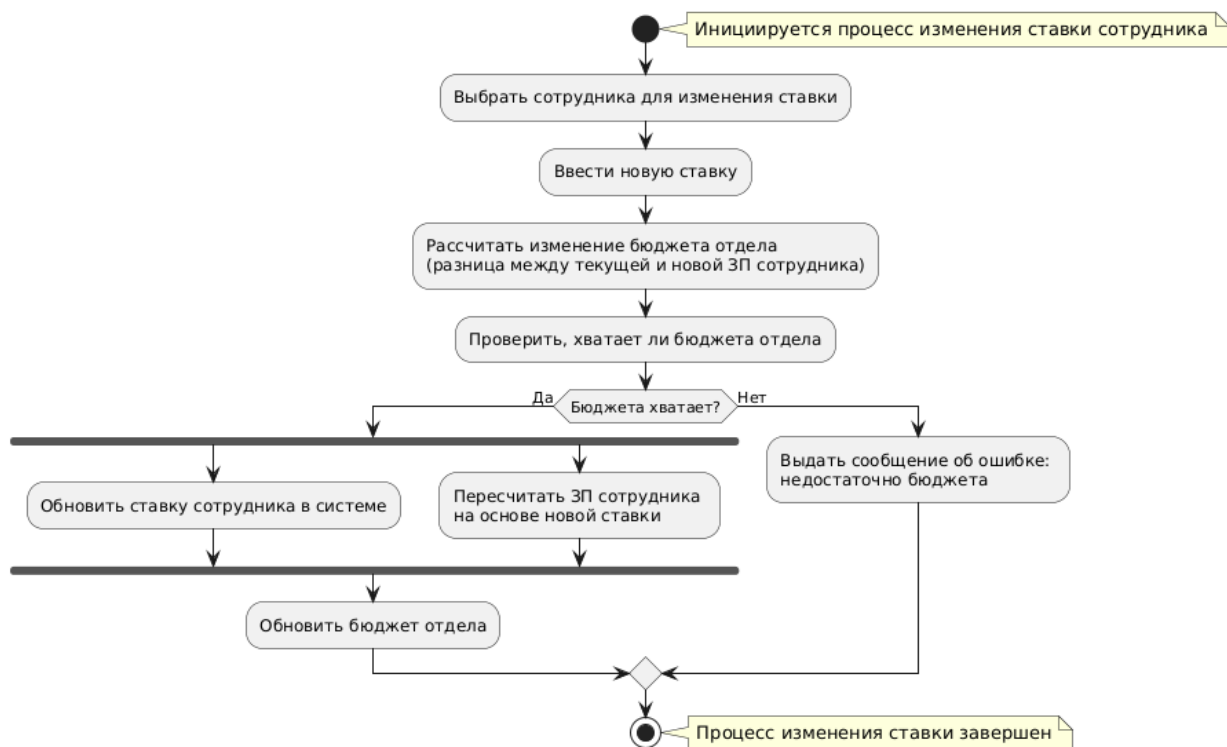 Инициируется процесс изменения ставки сотрудника
Выбрать сотрудника для изменения ставки
Ввести новую ставку
Рассчитать изменение бюджета отдела
(разница между текущей и новой ЗП сотрудника)
Проверить, хватает ли бюджета отдела
Да
Бюджета хватает?
Нет
Обновить ставку сотрудника в системе
Пересчитать ЗП сотрудника
на основе новой ставки
Выдать сообщение об ошибке:
недостаточно бюджета
Обновить бюджет отдела
Процесс изменения ставки завершен